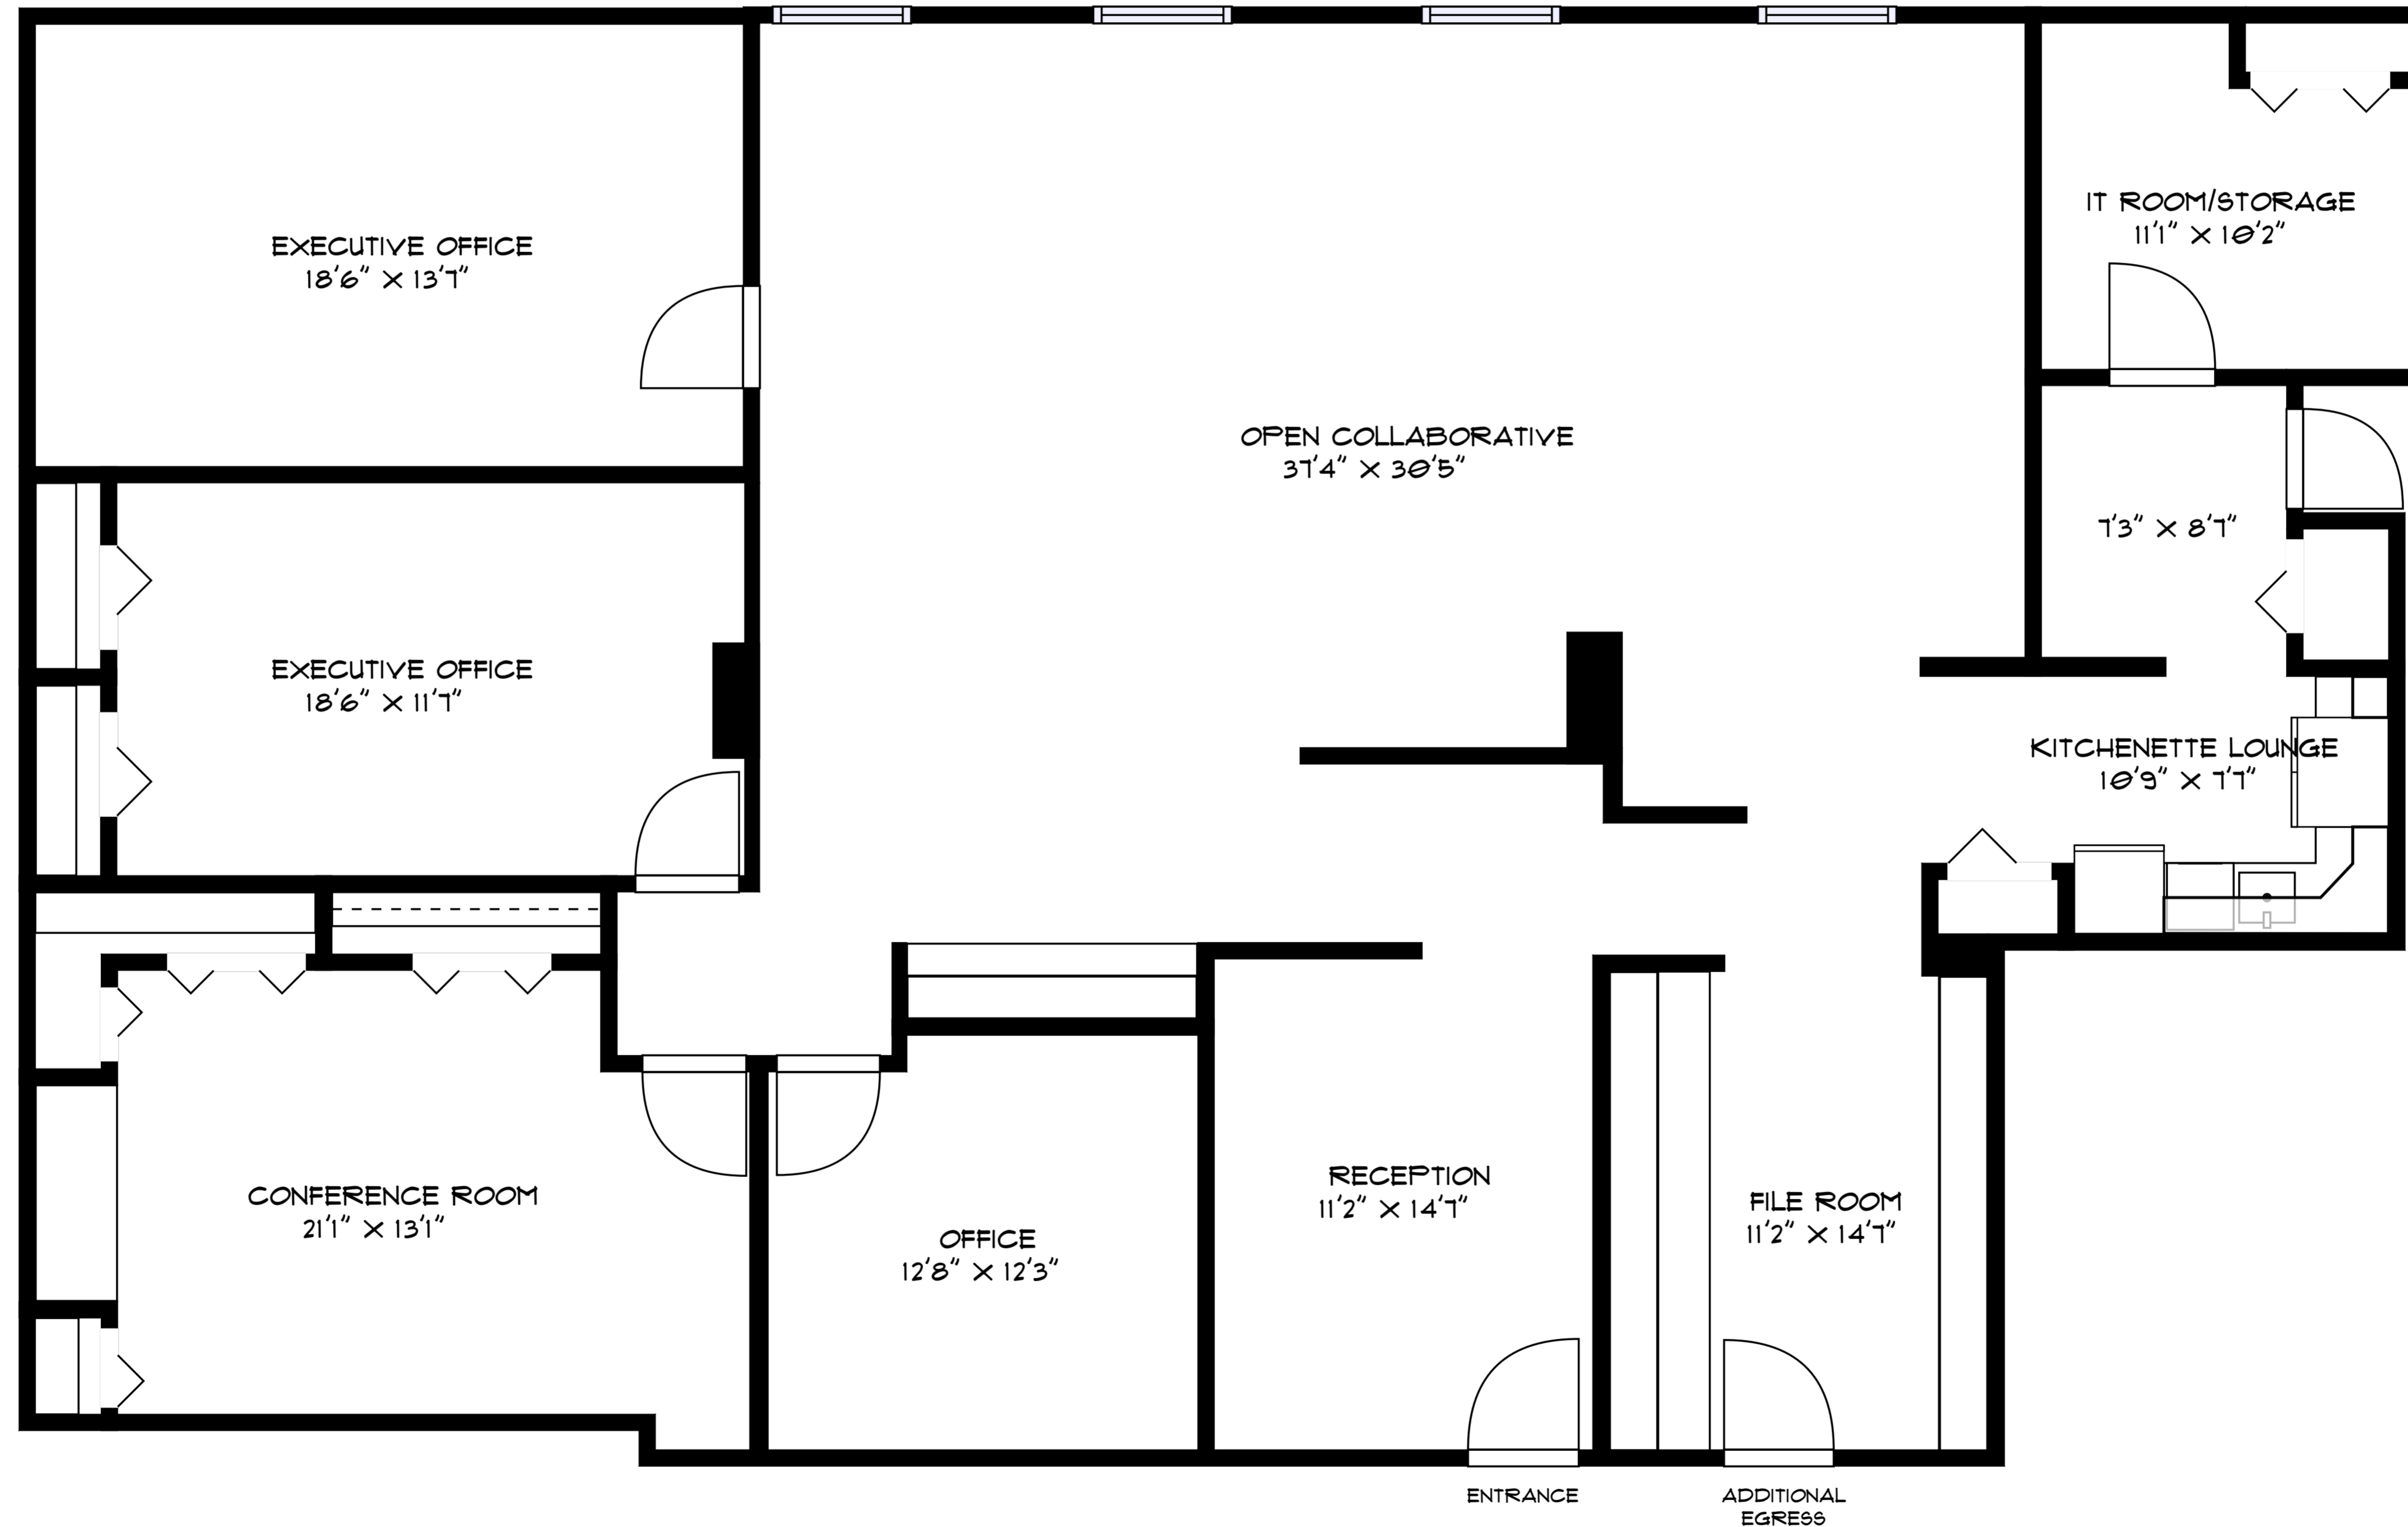 EXECUTIVE OFFICE
18'6" X 13'7"
OPEN COLLABORATIVE
37'4" X 30'5"
IT ROOM/STORAGE
11'1" X 10'2"
7'3" X 8'7"
EXECUTIVE OFFICE
18'6" X 11'7"
KITCHENETTE LOUNGE
10'9" X 7'7"
CONFERENCE ROOM
21'1" X 13'1"
OFFICE
12'8" X 12'3"
RECEPTION
11'2" X 14'7"
FILE ROOM
11'2" X 14'7"
ENTRANCE
ADDITIONAL
EGRESS